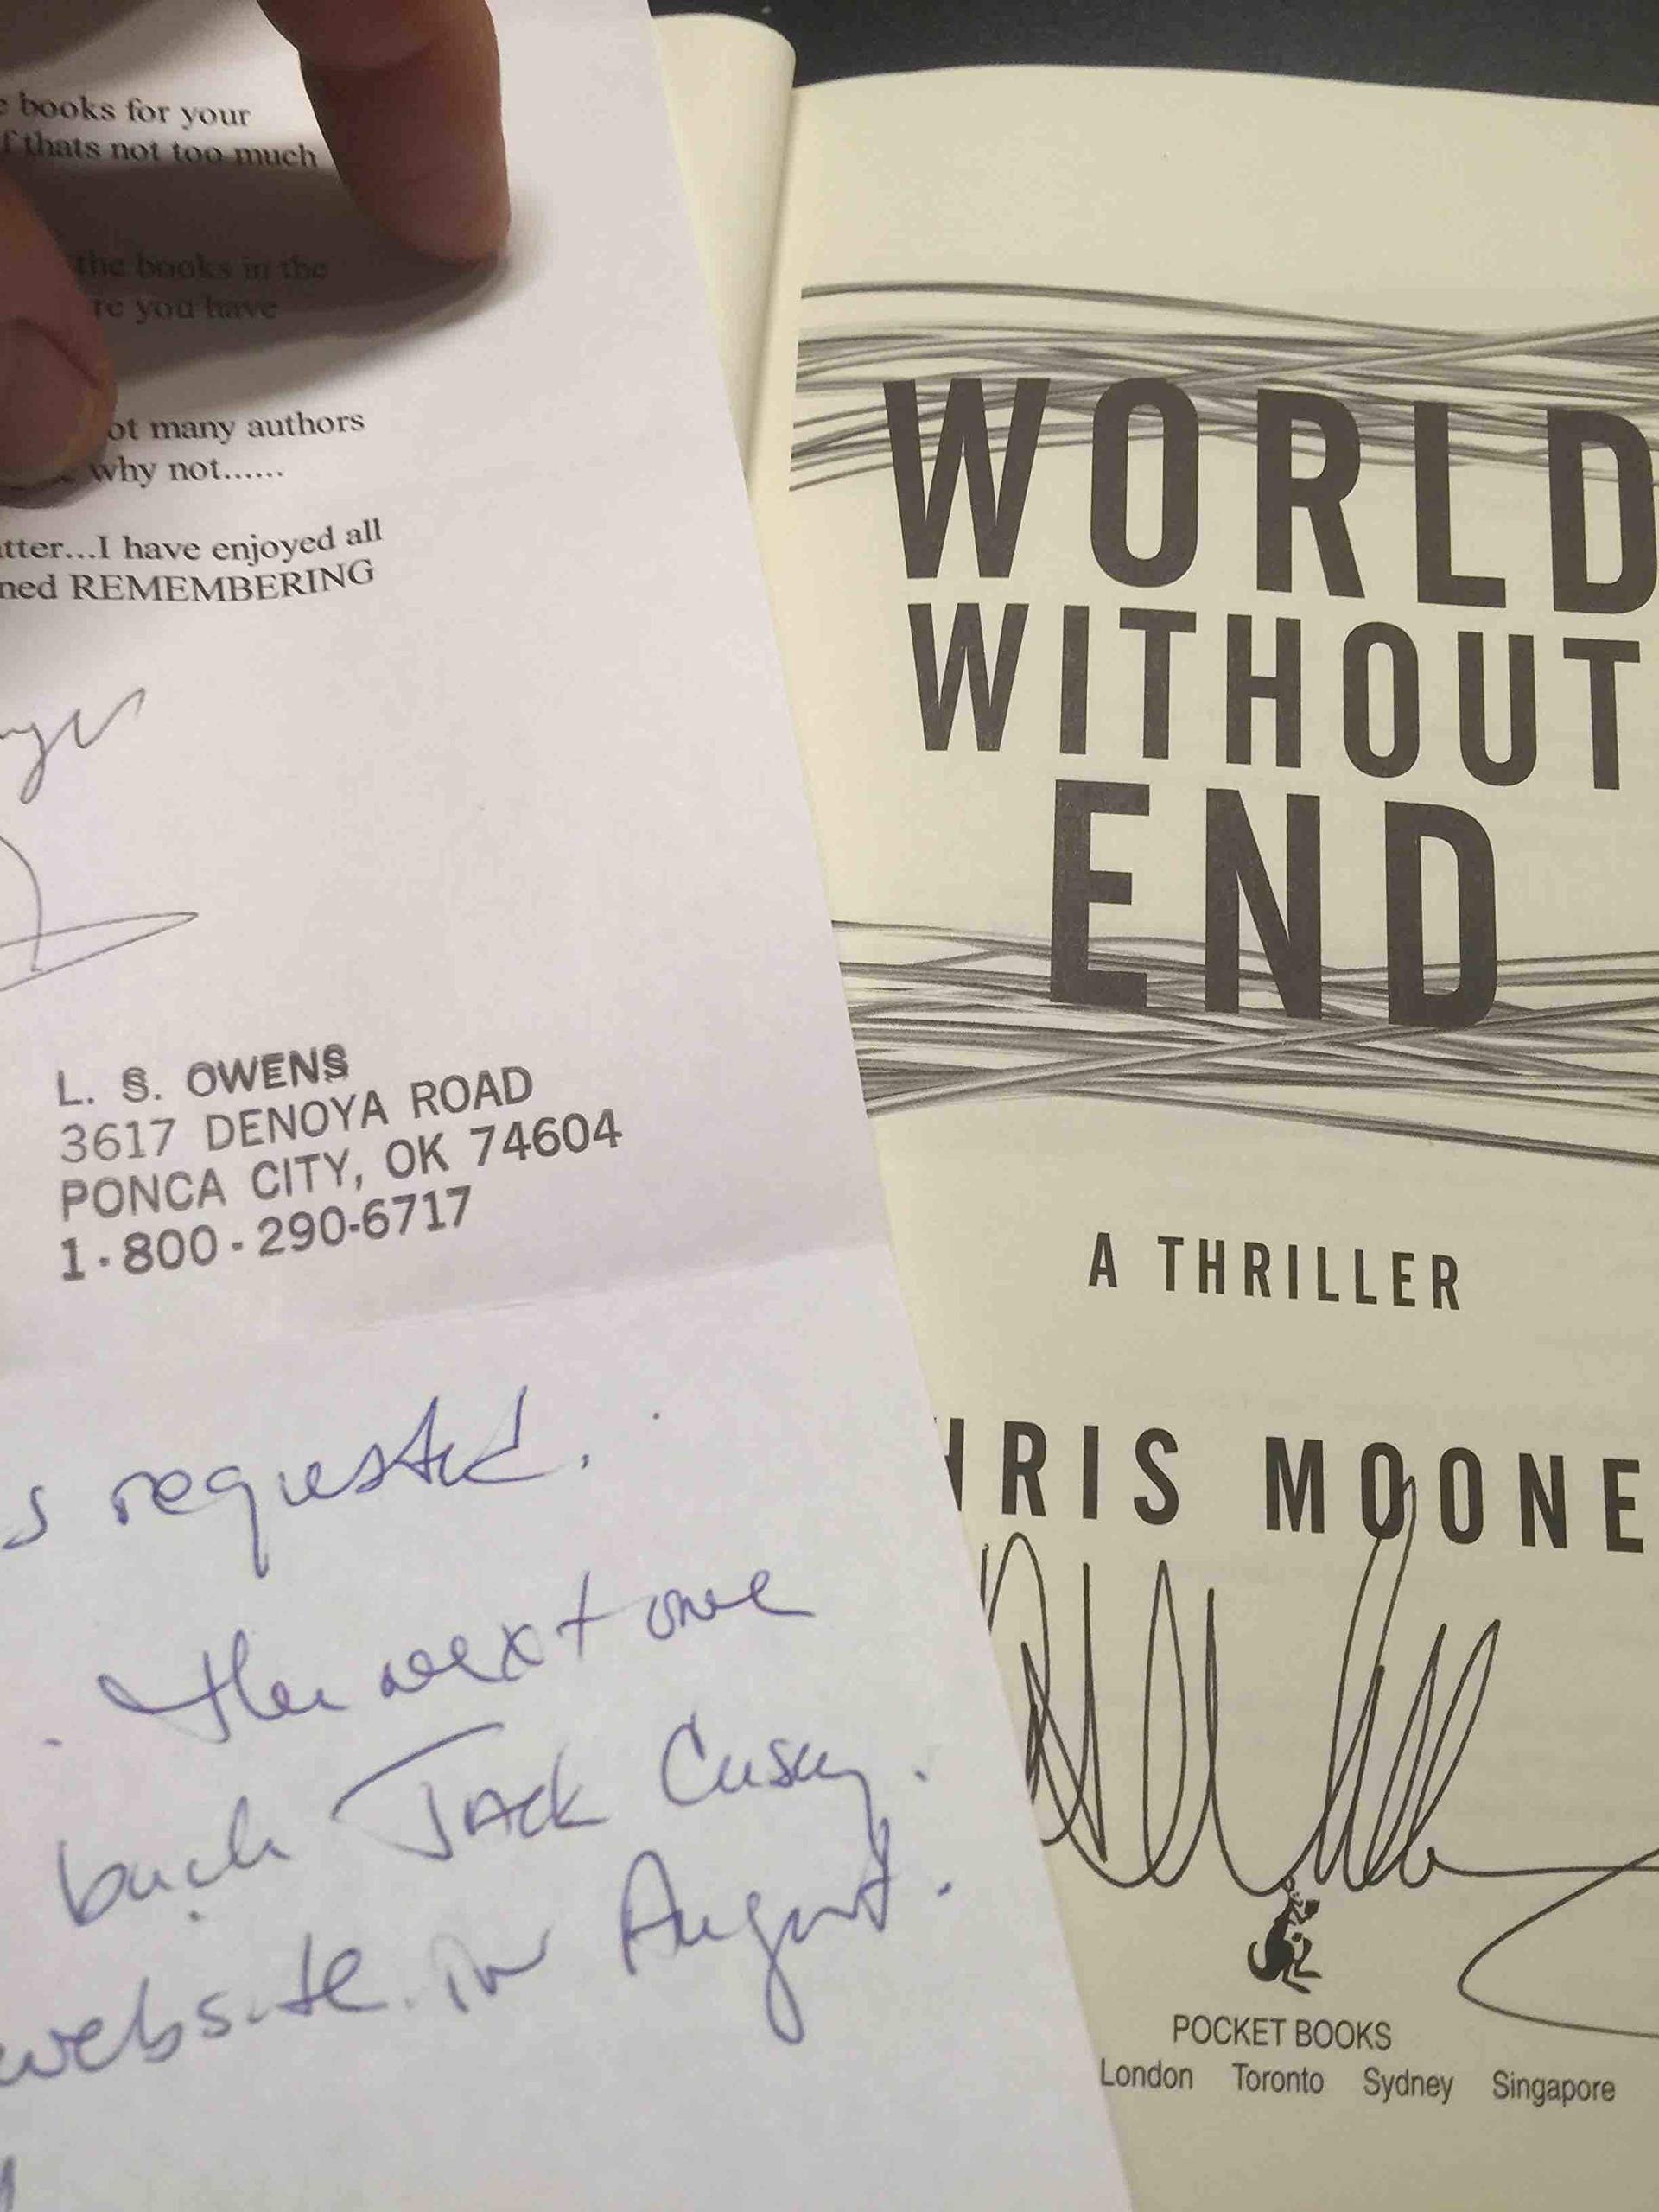 books for your
f thats not too much
the books in the
re you have
ot many authors
why not......
tter...I have enjoyed all
ned REMEMBERING
L. S. OWENS
3617 DENOYA ROAD
PONCA CITY, OK 74604
1-800-290-6717
s requested.
the next one
back Jack Casey.
website in August.
WORLD
WITHOUT
END
A THRILLER
HRIS MOONE
POCKET BOOKS
London Toronto Sydney Singapore